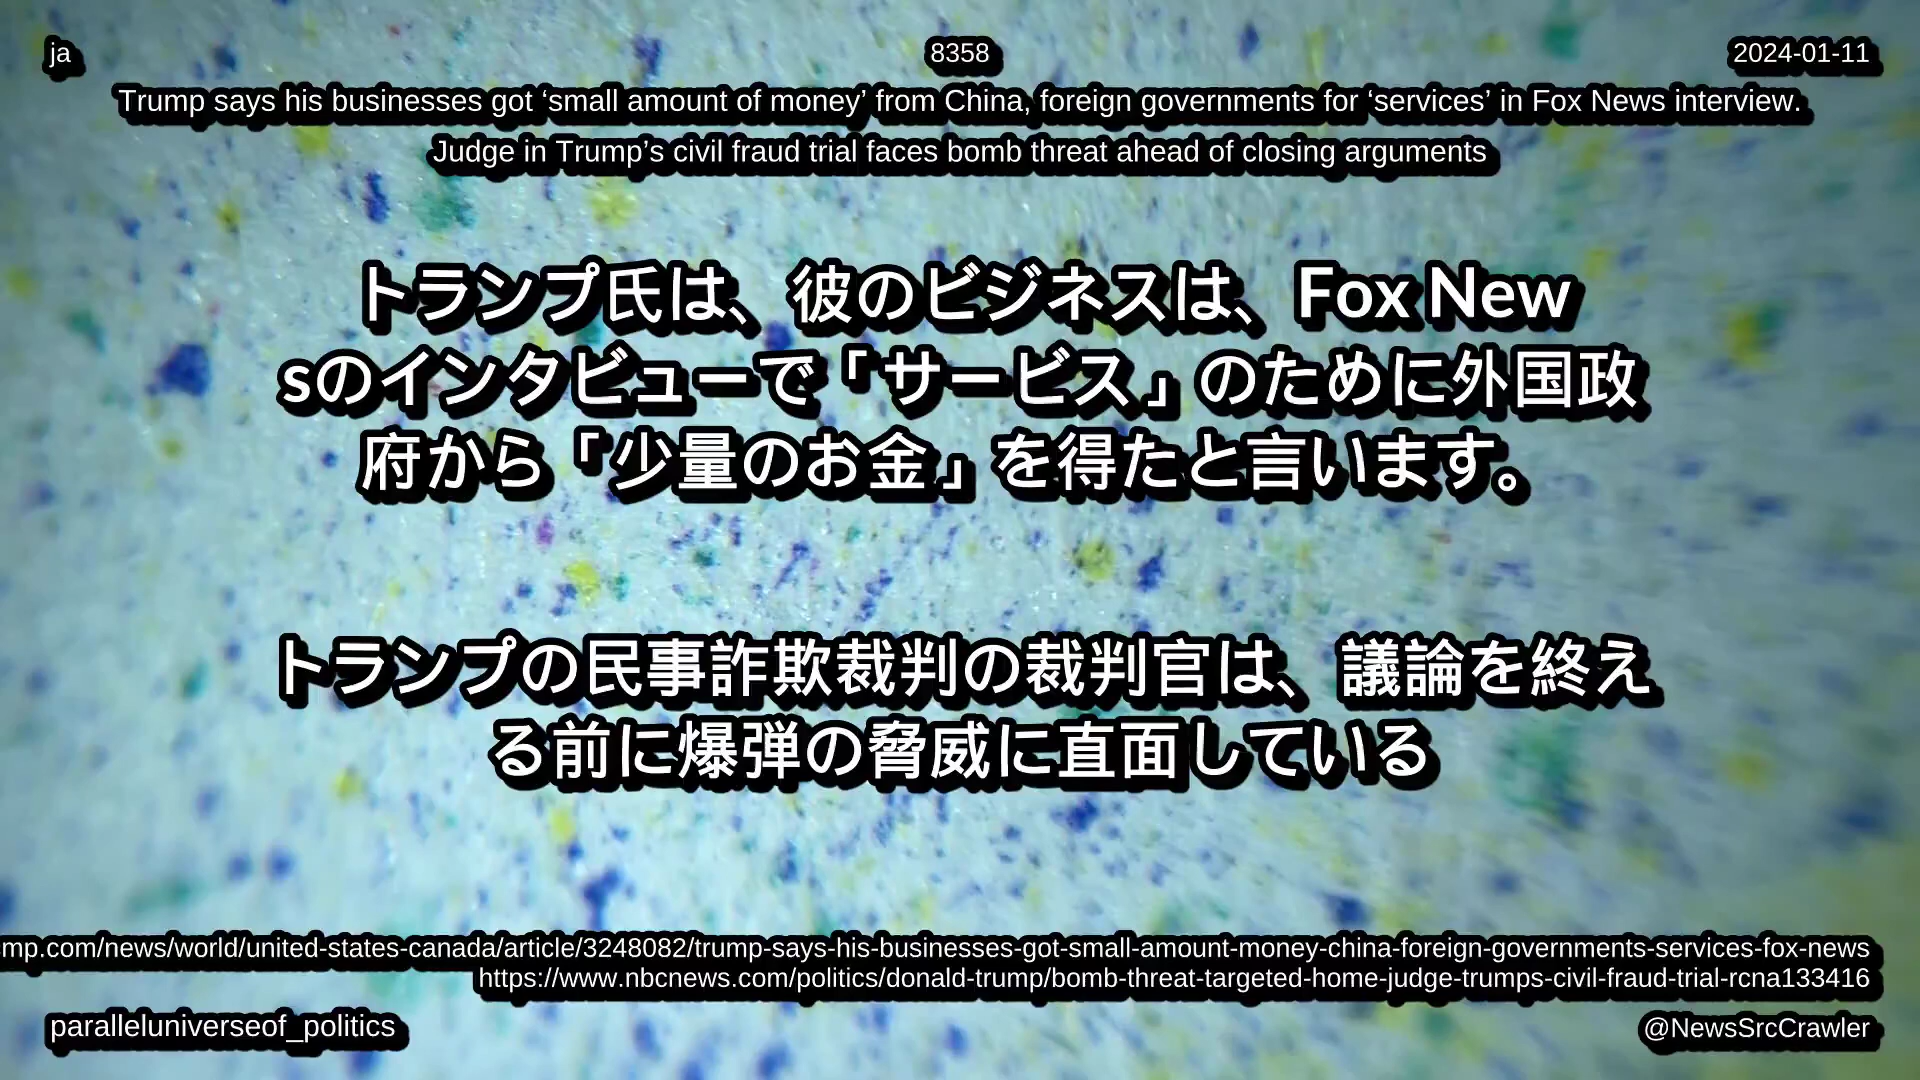 ja
8358
2024-01-11
Trump says his businesses got ‘small amount of money’ from China, foreign governments for ‘services’ in Fox News interview.
Judge in Trump’s civil fraud trial faces bomb threat ahead of closing arguments
トランプ氏は、彼のビジネスは、Fox New
sのインタビューで「サービス」のために外国政
府から「少量のお金」を得たと言います。
トランプの民事詐欺裁判の裁判官は、議論を終え
る前に爆弾の脅威に直面している
mp.com/news/world/united-states-canada/article/3248082/trump-says-his-businesses-got-small-amount-money-china-foreign-governments-services-fox-news
https://www.nbcnews.com/politics/donald-trump/bomb-threat-targeted-home-judge-trumps-civil-fraud-trial-rcna133416
paralleluniverseof_politics
@NewsSrcCrawler